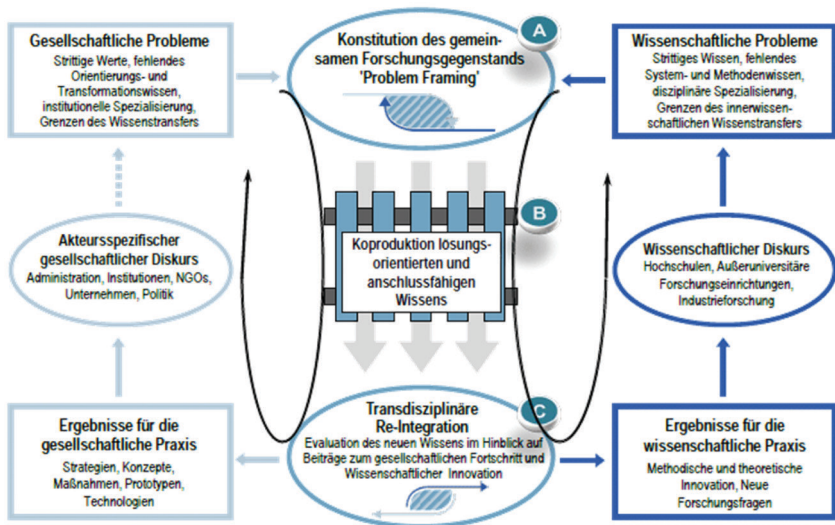 Gesellschaftliche Probleme
Strittige Werte, fehlendes
Orientierungs- und
Transformationswissen,
institutionelle Spezialisierung,
Grenzen des Wissenstransfers
A
Konstitution des gemein-
samen Forschungsgegenstands
'Problem Framing'
Wissenschaftliche Probleme
Strittiges Wissen, fehlendes
System- und Methodenwissen,
disziplinäre Spezialisierung,
Grenzen des innerwissen-
schaftlichen Wissenstransfers
Akteursspezifischer
gesellschaftlicher Diskurs
Administration, Institutionen, NGOs,
Unternehmen, Politik
B
Koproduktion lösungs-
orientierten und
anschlussfähigen
Wissens
Wissenschaftlicher Diskurs
Hochschulen, Außeruniversitäre
Forschungseinrichtungen,
Industrieforschung
Ergebnisse für die
gesellschaftliche Praxis
Strategien, Konzepte,
Maßnahmen, Prototypen,
Technologien
C
Transdisziplinäre
Re-Integration
Evaluation des neuen Wissens im Hinblick auf
Beiträge zum gesellschaftlichen Fortschritt und
Wissenschaftlicher Innovation
Ergebnisse für die
wissenschaftliche Praxis
Methodische und theoretische
Innovation, Neue
Forschungsfragen